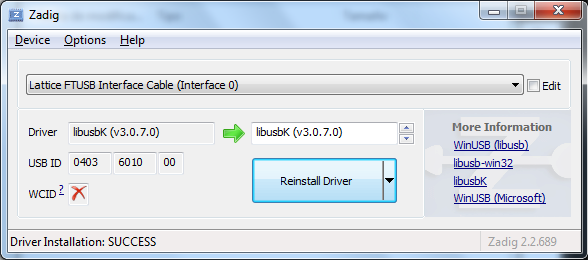 Zadig
Device Options Help
Lattice FTUSB Interface Cable (Interface 0)
Edit
Driver libusbK (v3.0.7.0) libusbK (v3.0.7.0)
USB ID 0403 6010 00
WCID ?
Reinstall Driver
More Information
WinUSB (libusb)
libusb-win32
libusbK
WinUSB (Microsoft)
Driver Installation: SUCCESS
Zadig 2.2.689